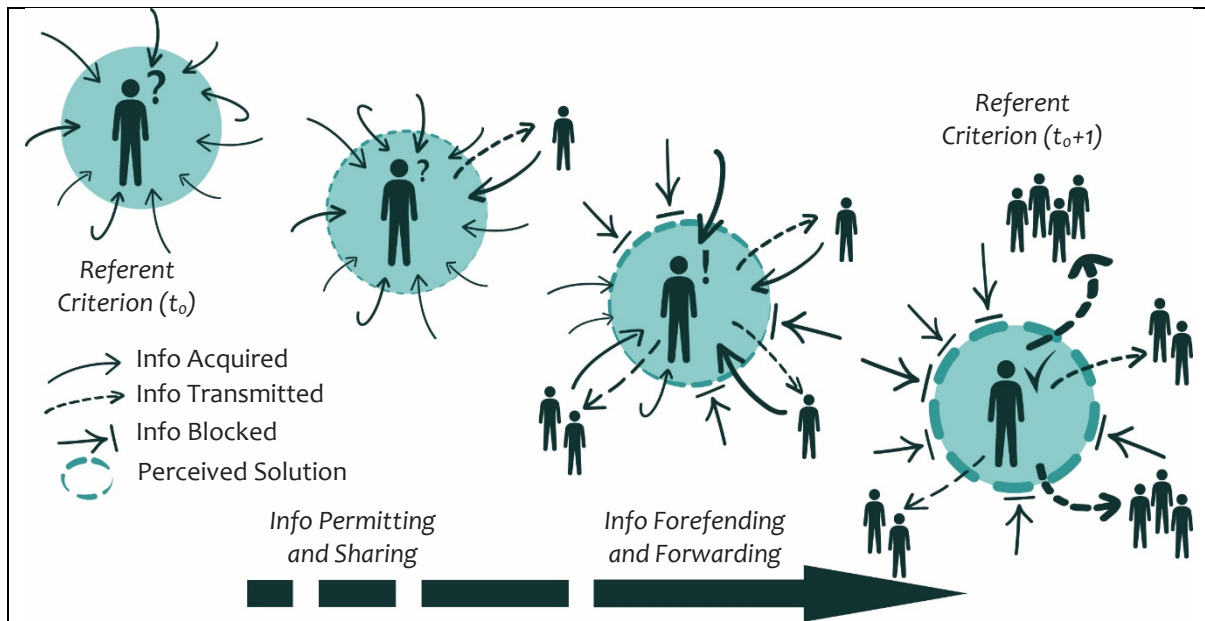 ?
?
!
Referent
Criterion (t₀+1)
Referent
Criterion (t₀)
Info Acquired
Info Transmitted
Info Blocked
Perceived Solution
Info Permitting
and Sharing
Info Forefending
and Forwarding